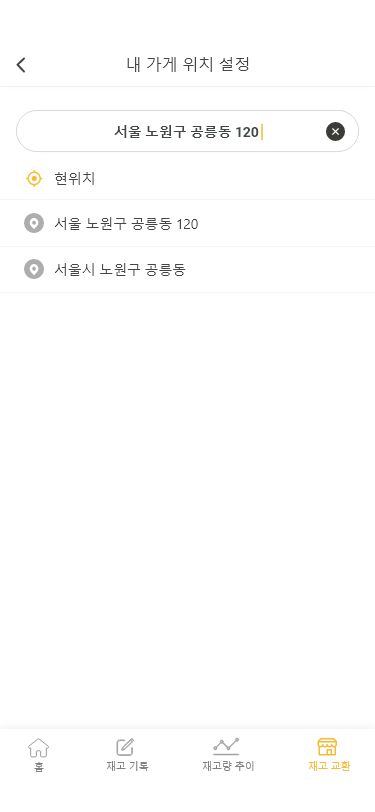 내 가게 위치 설정
서울 노원구 공릉동 120
현위치
서울 노원구 공릉동 120
서울시 노원구 공릉동
홈 재고 기록 재고량 추이 재고 교환